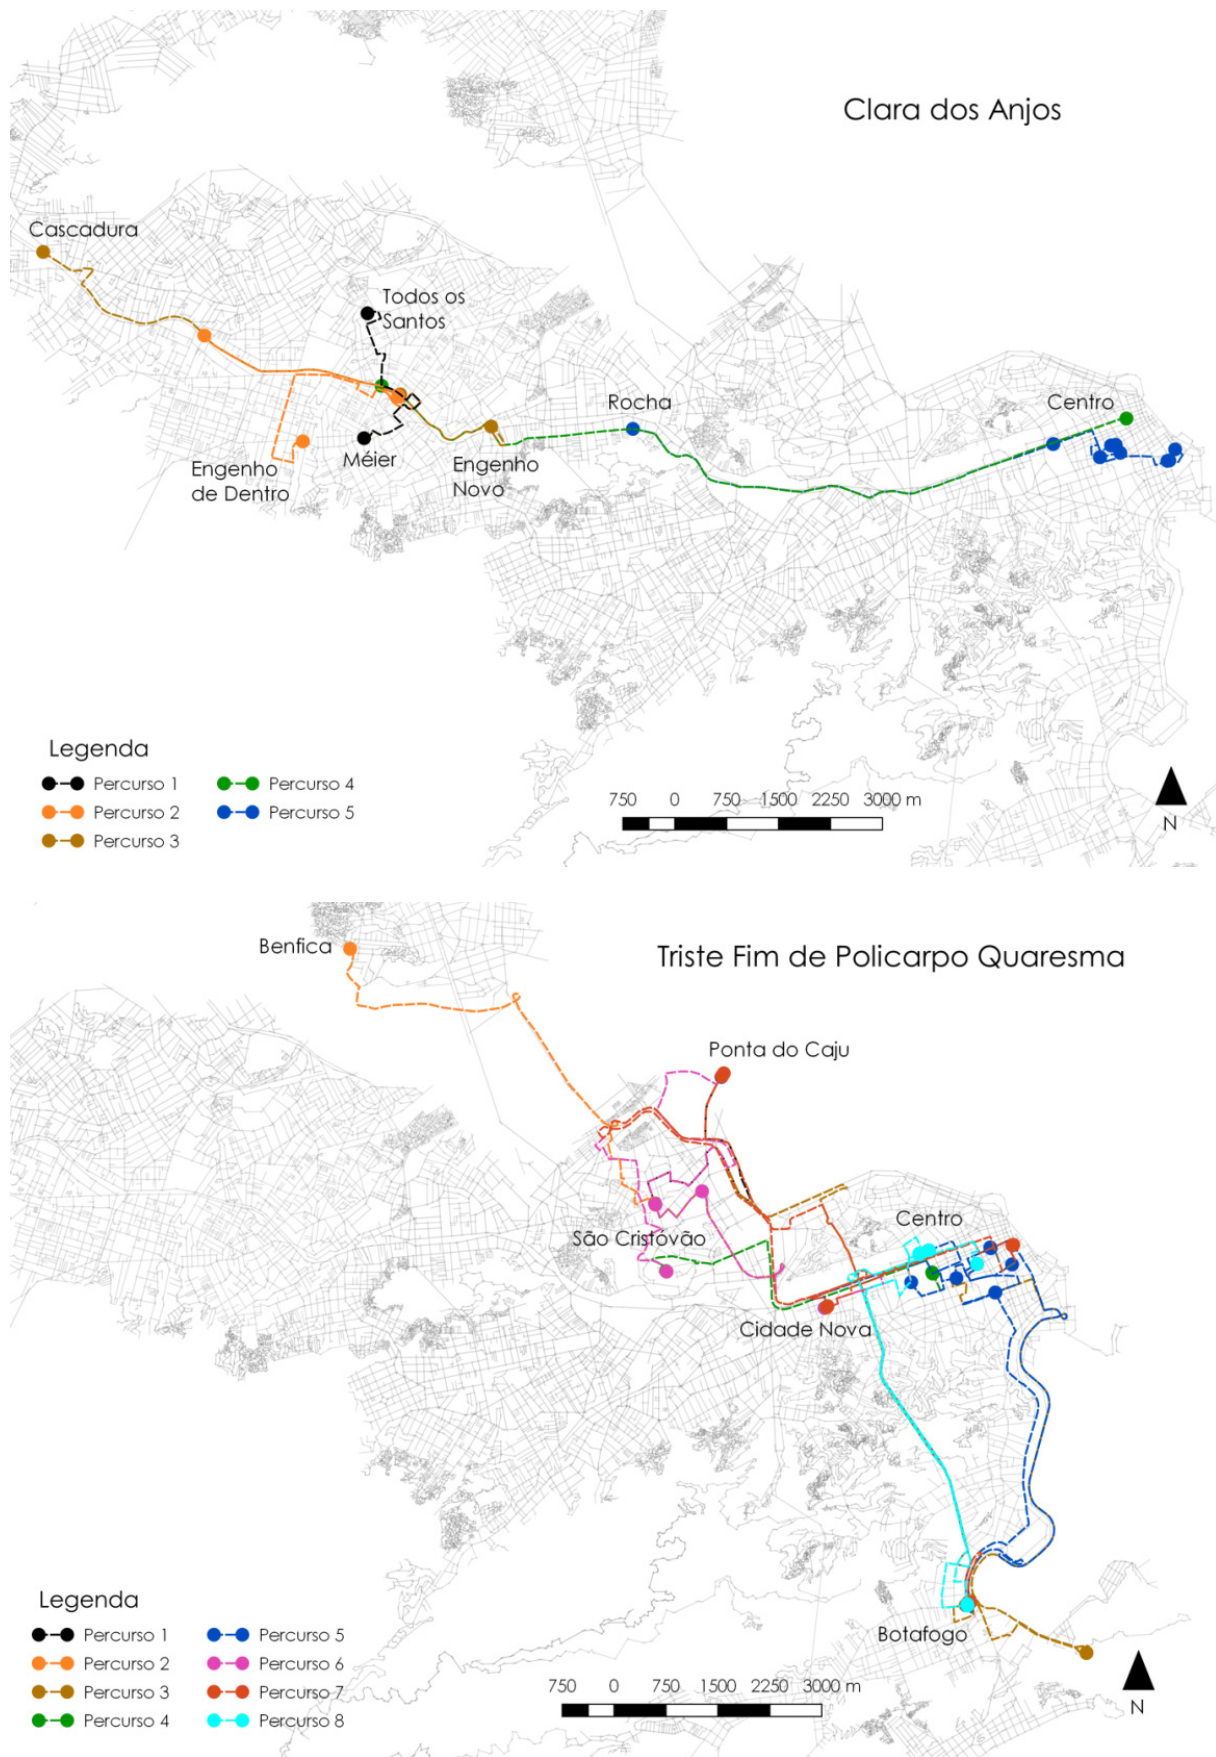 Clara dos Anjos
Cascadura
Todos os
Santos
Rocha
Centro
Engenho
de Dentro
Méier
Engenho
Novo
Legenda
Percurso 1
Percurso 2
Percurso 3
Percurso 4
Percurso 5
750 0 750 1500 2250 3000 m
N
Benfica
Triste Fim de Policarpo Quaresma
Ponta do Caju
São Cristóvão
Centro
Cidade Nova
Botafogo
Legenda
Percurso 1
Percurso 2
Percurso 3
Percurso 4
Percurso 5
Percurso 6
Percurso 7
Percurso 8
750 0 750 1500 2250 3000 m
N